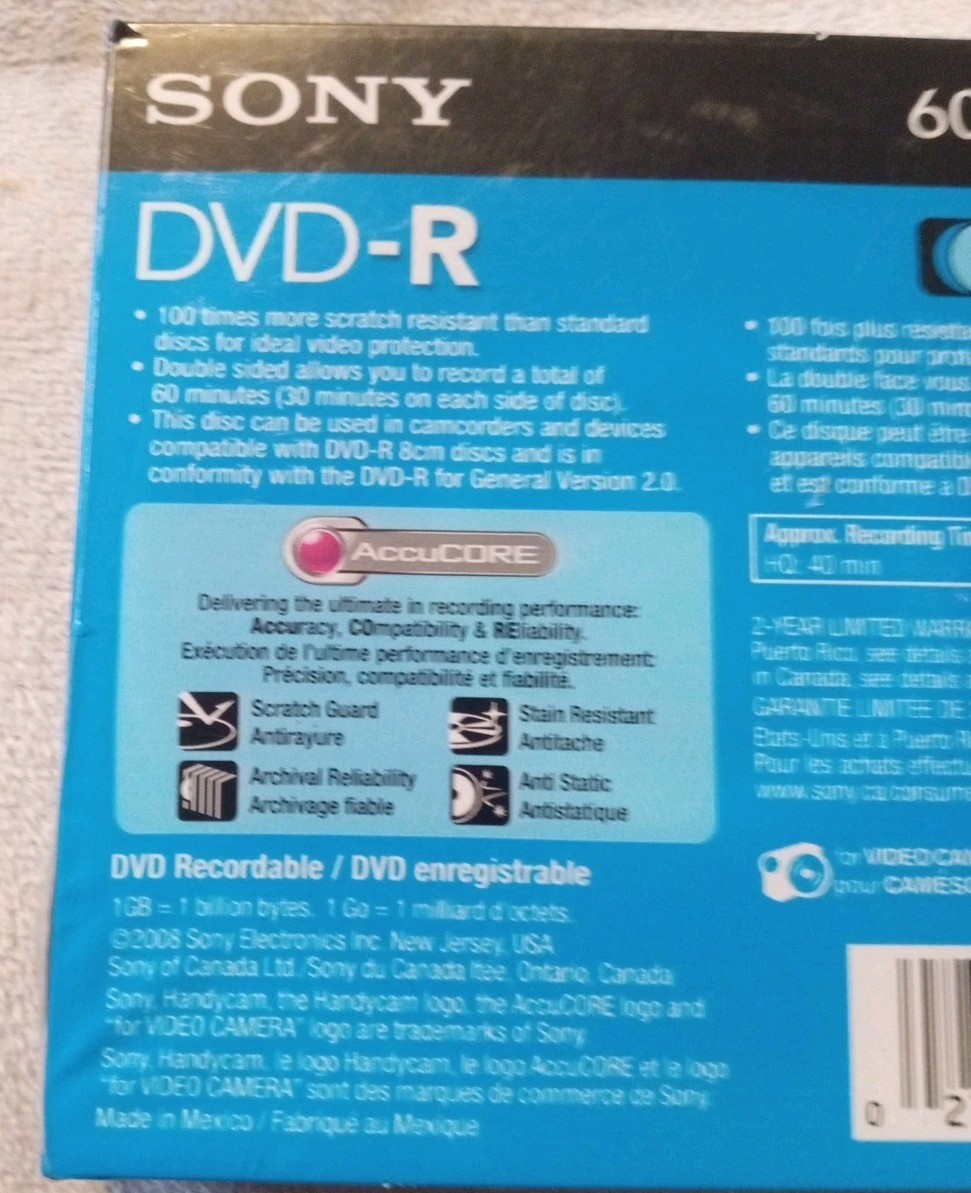 SONY
60
DVD-R
• 100 times more scratch resistant than standard
discs for ideal video protection.
• Double sided allows you to record a total of
60 minutes (30 minutes on each side of disc).
• This disc can be used in camcorders and devices
compatible with DVD-R 8cm discs and is in
conformity with the DVD-R for General Version 2.0.
AccuCORE
Delivering the ultimate in recording performance:
Accuracy, COmpatibility & REliability.
Exécution de l'ultime performance d'enregistrement:
Précision, compatibilité et fiabilité.
Scratch Guard
Antirayure
Stain Resistant
Antitache
Archival Reliability
Archivage fiable
Anti Static
Antistatique
DVD Recordable / DVD enregistrable
1GB = 1 billion bytes. 1 Go = 1 milliard d'octets.
©2008 Sony Electronics Inc. New Jersey, USA
Sony of Canada Ltd./Sony du Canada ltée, Ontario, Canada
Sony, Handycam, the Handycam logo, the AccuCORE logo and
"for VIDEO CAMERA" logo are trademarks of Sony.
Sony, Handycam, le logo Handycam, le logo AccuCORE et le logo
"for VIDEO CAMERA" sont des marques de commerce de Sony.
Made in Mexico / Fabriqué au Mexique
• 100 fois plus
standards pour
• La double face vous
60 minutes (30
• Ce disque peut être
appareils
et est conforme à
Approx. Recording
HQ: 40 min
2-YEAR LIMITED
Puerto Rico, see details
in Canada, see details
GARANTIE LIMITÉE DE
États-Unis et à Puerto
Pour les achats
www.sony.ca/
for VIDEO
pour
0 2